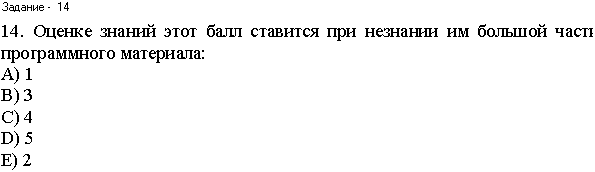 Задание - 14
14. Оценке знаний этот балл ставится при незнании им большой части
программного материала:
A) 1
B) 3
C) 4
D) 5
E) 2